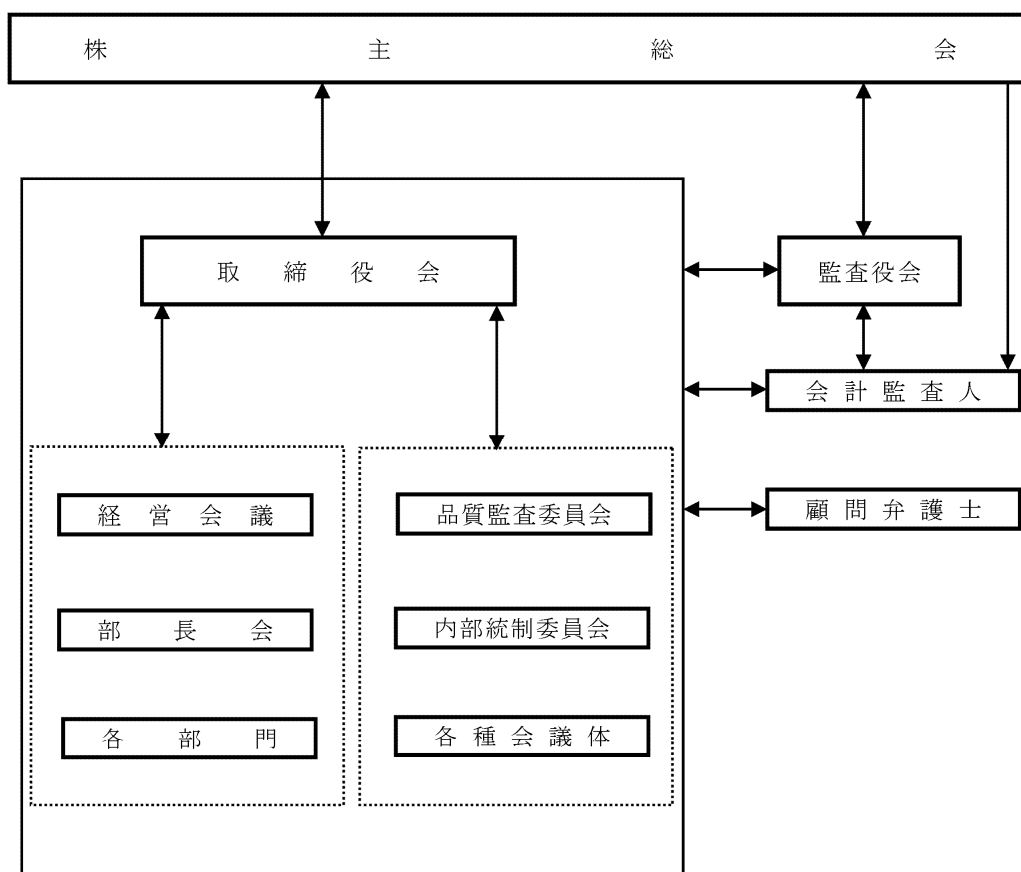 株主総会
取締役会
監査役会
会計監査人
経営会議
品質監査委員会
顧問弁護士
部長会
内部統制委員会
各部門
各種会議体